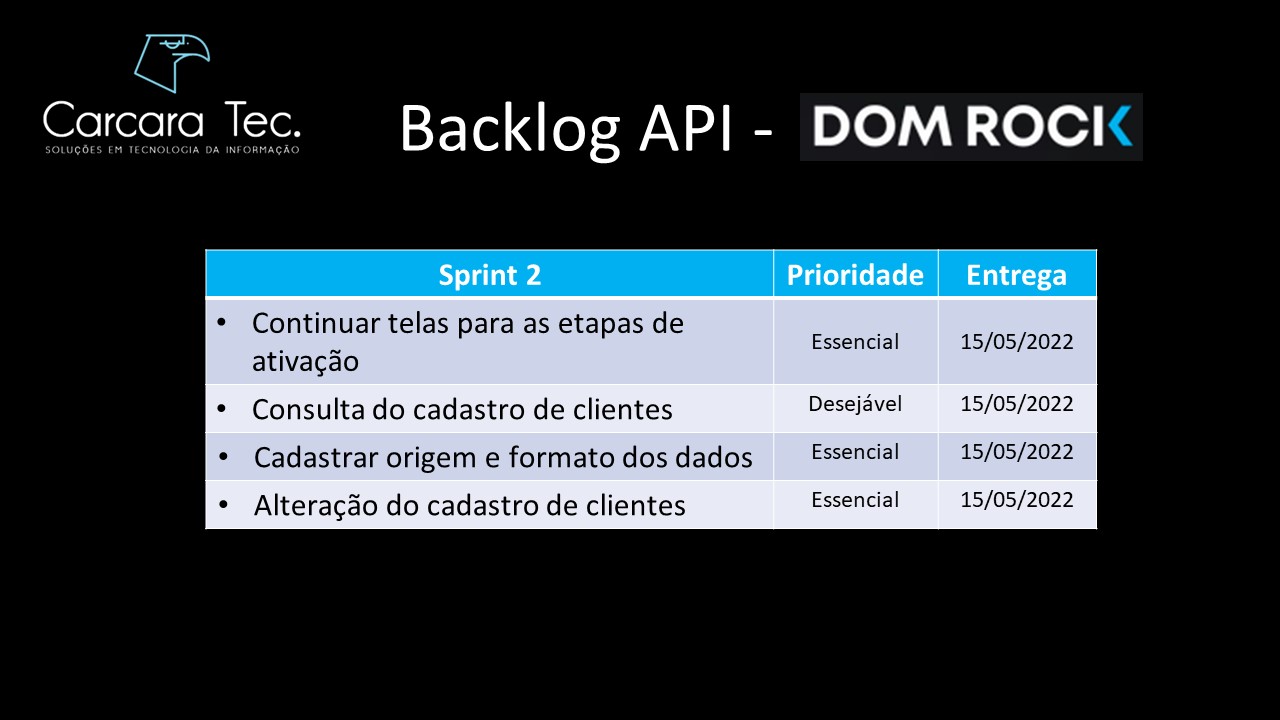 Carcara Tec.
SOLUÇÕES EM TECNOLOGIA DA INFORMAÇÃO
Backlog API - DOM ROCK
Sprint 2 Prioridade Entrega
• Continuar telas para as etapas de
ativação Essencial 15/05/2022
• Consulta do cadastro de clientes Desejável 15/05/2022
• Cadastrar origem e formato dos dados Essencial 15/05/2022
• Alteração do cadastro de clientes Essencial 15/05/2022